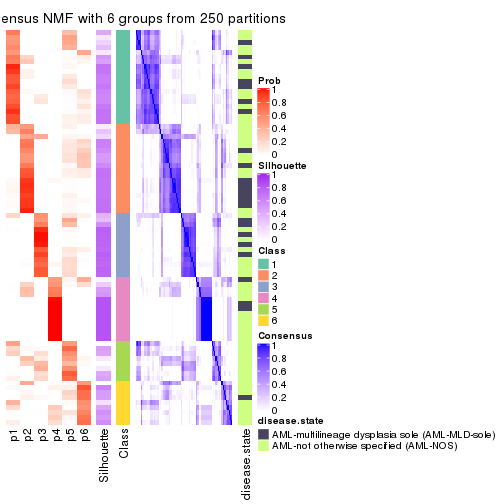 ensus NMF with 6 groups from 250 partitions
Prob
1
0.8
0.6
0.4
0.2
0
Silhouette
1
0.8
0.6
0.4
0.2
0
Class
1
2
3
4
5
6
Consensus
1
0.8
0.6
0.4
0.2
0
disease.state
AML-multilineage dysplasia sole (AML-MLD-sole)
AML-not otherwise specified (AML-NOS)
p1
p2
p3
p4
p5
p6
Silhouette
Class
disease.state